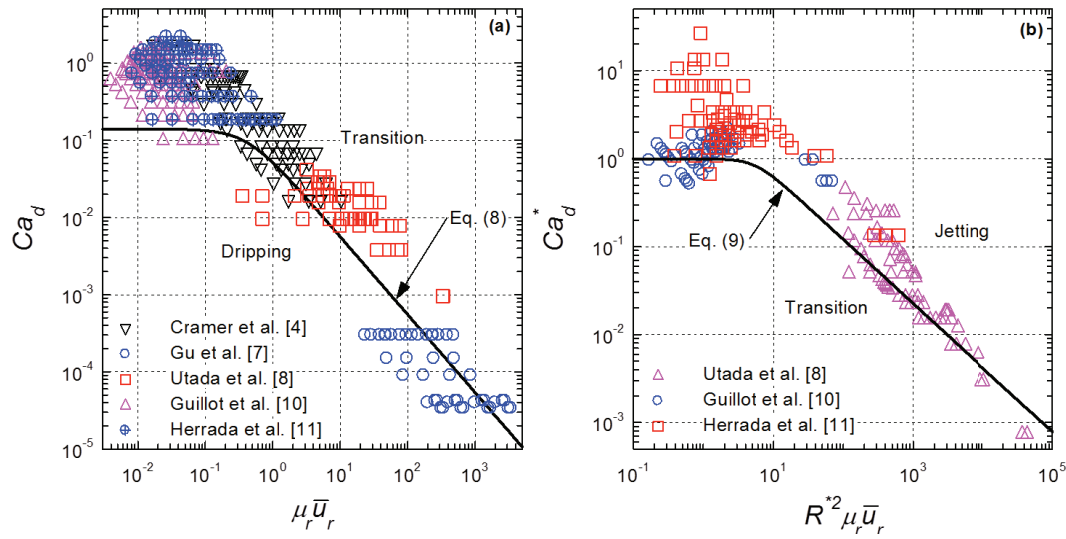 (a)
10^0
10^-1
10^-2
10^-3
10^-4
10^-5
Ca_d
Transition
Dripping
Eq. (8)
Cramer et al. [4]
Gu et al. [7]
Utada et al. [8]
Guillot et al. [10]
Herrada et al. [11]
10^-2 10^-1 10^0 10^1 10^2 10^3
μ_r ū_r
(b)
10^1
10^0
10^-1
10^-2
10^-3
Ca_d^*
Eq. (9)
Jetting
Transition
Utada et al. [8]
Guillot et al. [10]
Herrada et al. [11]
10^-1 10^1 10^3 10^5
R^*2 μ_r ū_r